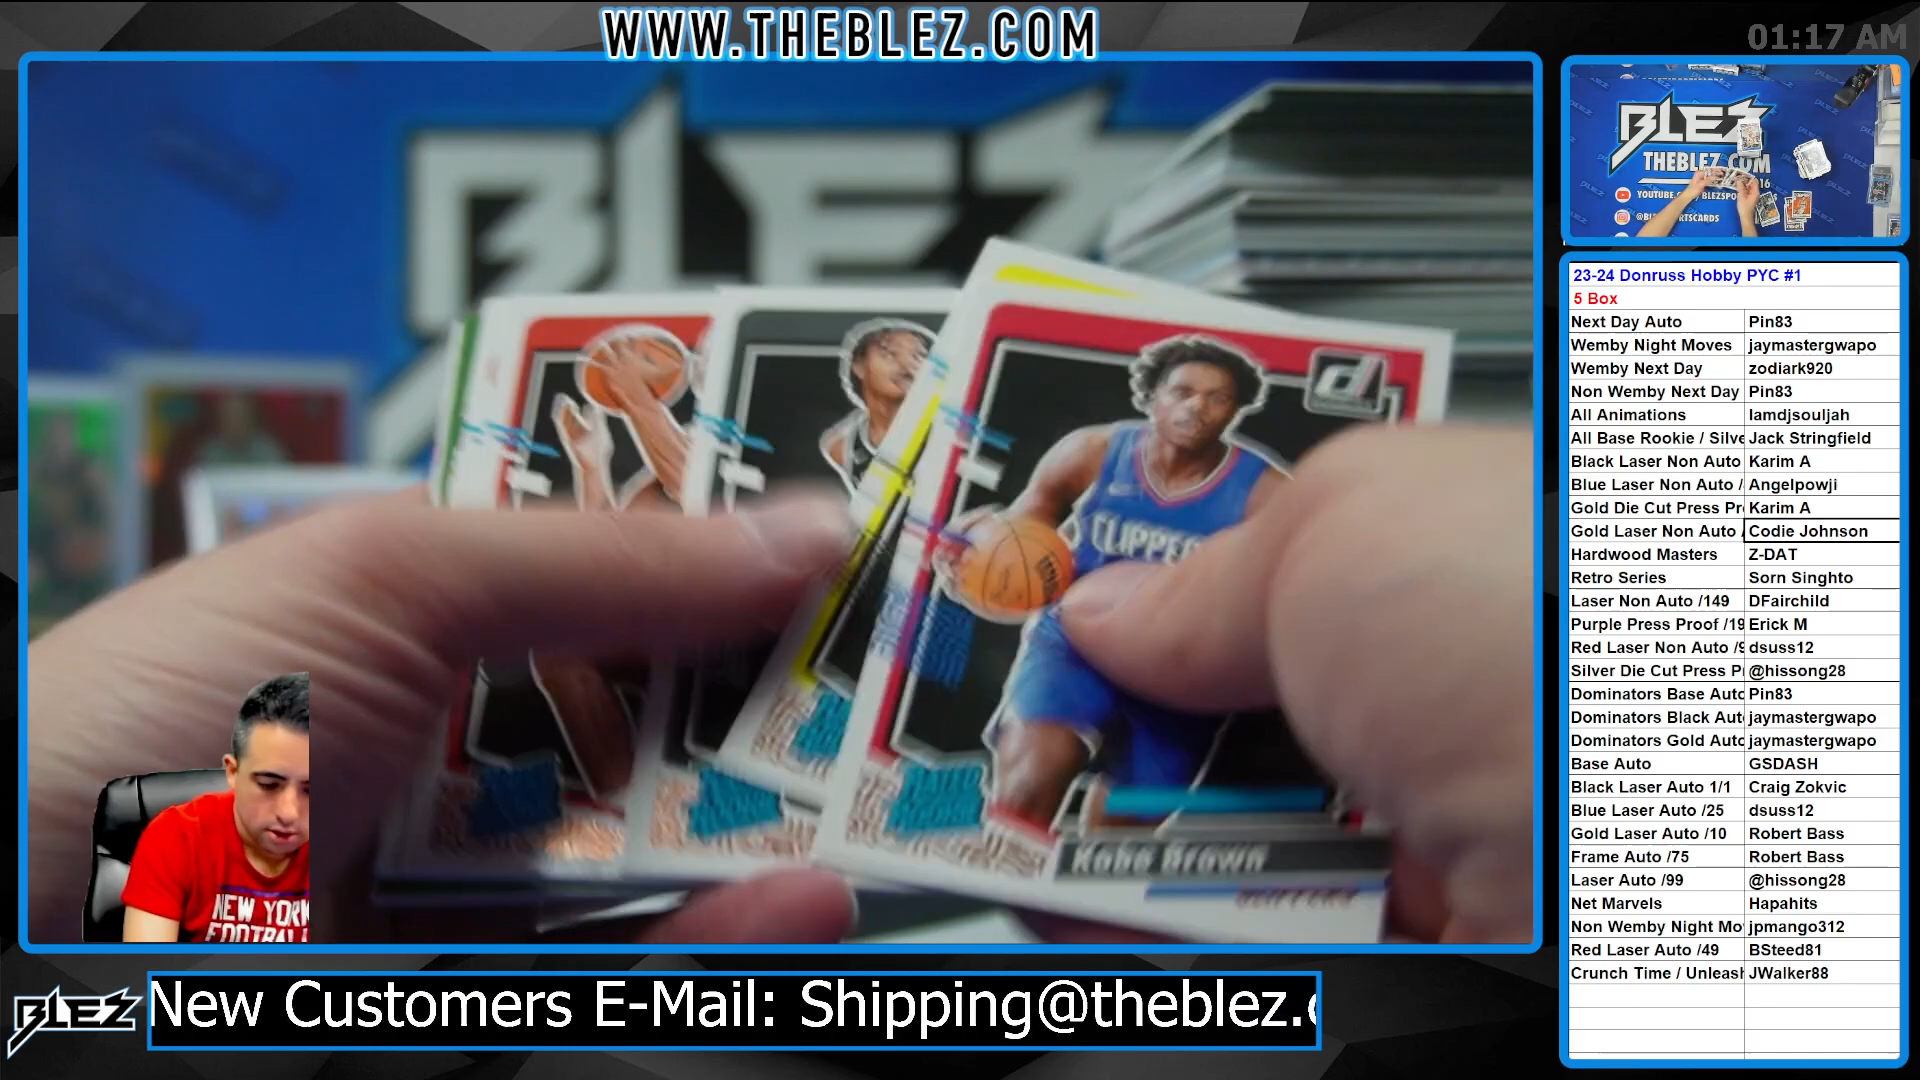 WWW.THEBLEZ.COM
01:17 AM
BLEZ
CLIPPE
Kobe Brown
CLIPPERS
NEW YORK
FOOTBAL
BLEZ
THEBLEZ.COM
23-24 Donruss Hobby PYC #1
5 Box
Next Day Auto Pin83
Wemby Night Moves jaymastergwapo
Wemby Next Day zodiark920
Non Wemby Next Day Pin83
All Animations Iamdjsouljah
All Base Rookie / Silve Jack Stringfield
Black Laser Non Auto Karim A
Blue Laser Non Auto / Angelpowji
Gold Die Cut Press Pr Karim A
Gold Laser Non Auto / Codie Johnson
Hardwood Masters Z-DAT
Retro Series Sorn Singhto
Laser Non Auto /149 DFairchild
Purple Press Proof /19 Erick M
Red Laser Non Auto /9 dsuss12
Silver Die Cut Press P @hissong28
Dominators Base Auto Pin83
Dominators Black Aut jaymastergwapo
Dominators Gold Auto jaymastergwapo
Base Auto GSDASH
Black Laser Auto 1/1 Craig Zokvic
Blue Laser Auto /25 dsuss12
Gold Laser Auto /10 Robert Bass
Frame Auto /75 Robert Bass
Laser Auto /99 @hissong28
Net Marvels Hapahits
Non Wemby Night Mo jpmango312
Red Laser Auto /49 BSteed81
Crunch Time / Unleash JWalker88
BLEZ
New Customers E-Mail: Shipping@theblez.c